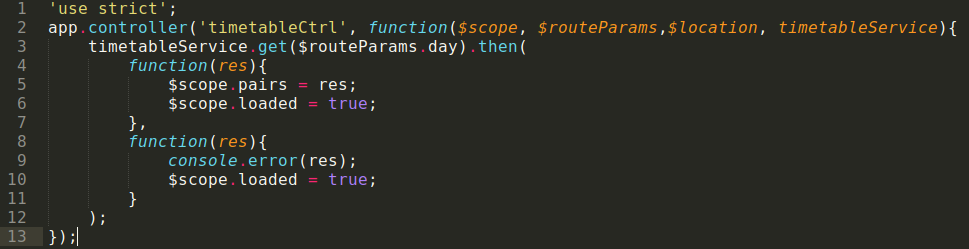 1 'use strict';
2 app.controller('timetableCtrl', function($scope, $routeParams,$location, timetableService){
3     timetableService.get($routeParams.day).then(
4         function(res){
5             $scope.pairs = res;
6             $scope.loaded = true;
7         },
8         function(res){
9             console.error(res);
10             $scope.loaded = true;
11         }
12     );
13 });